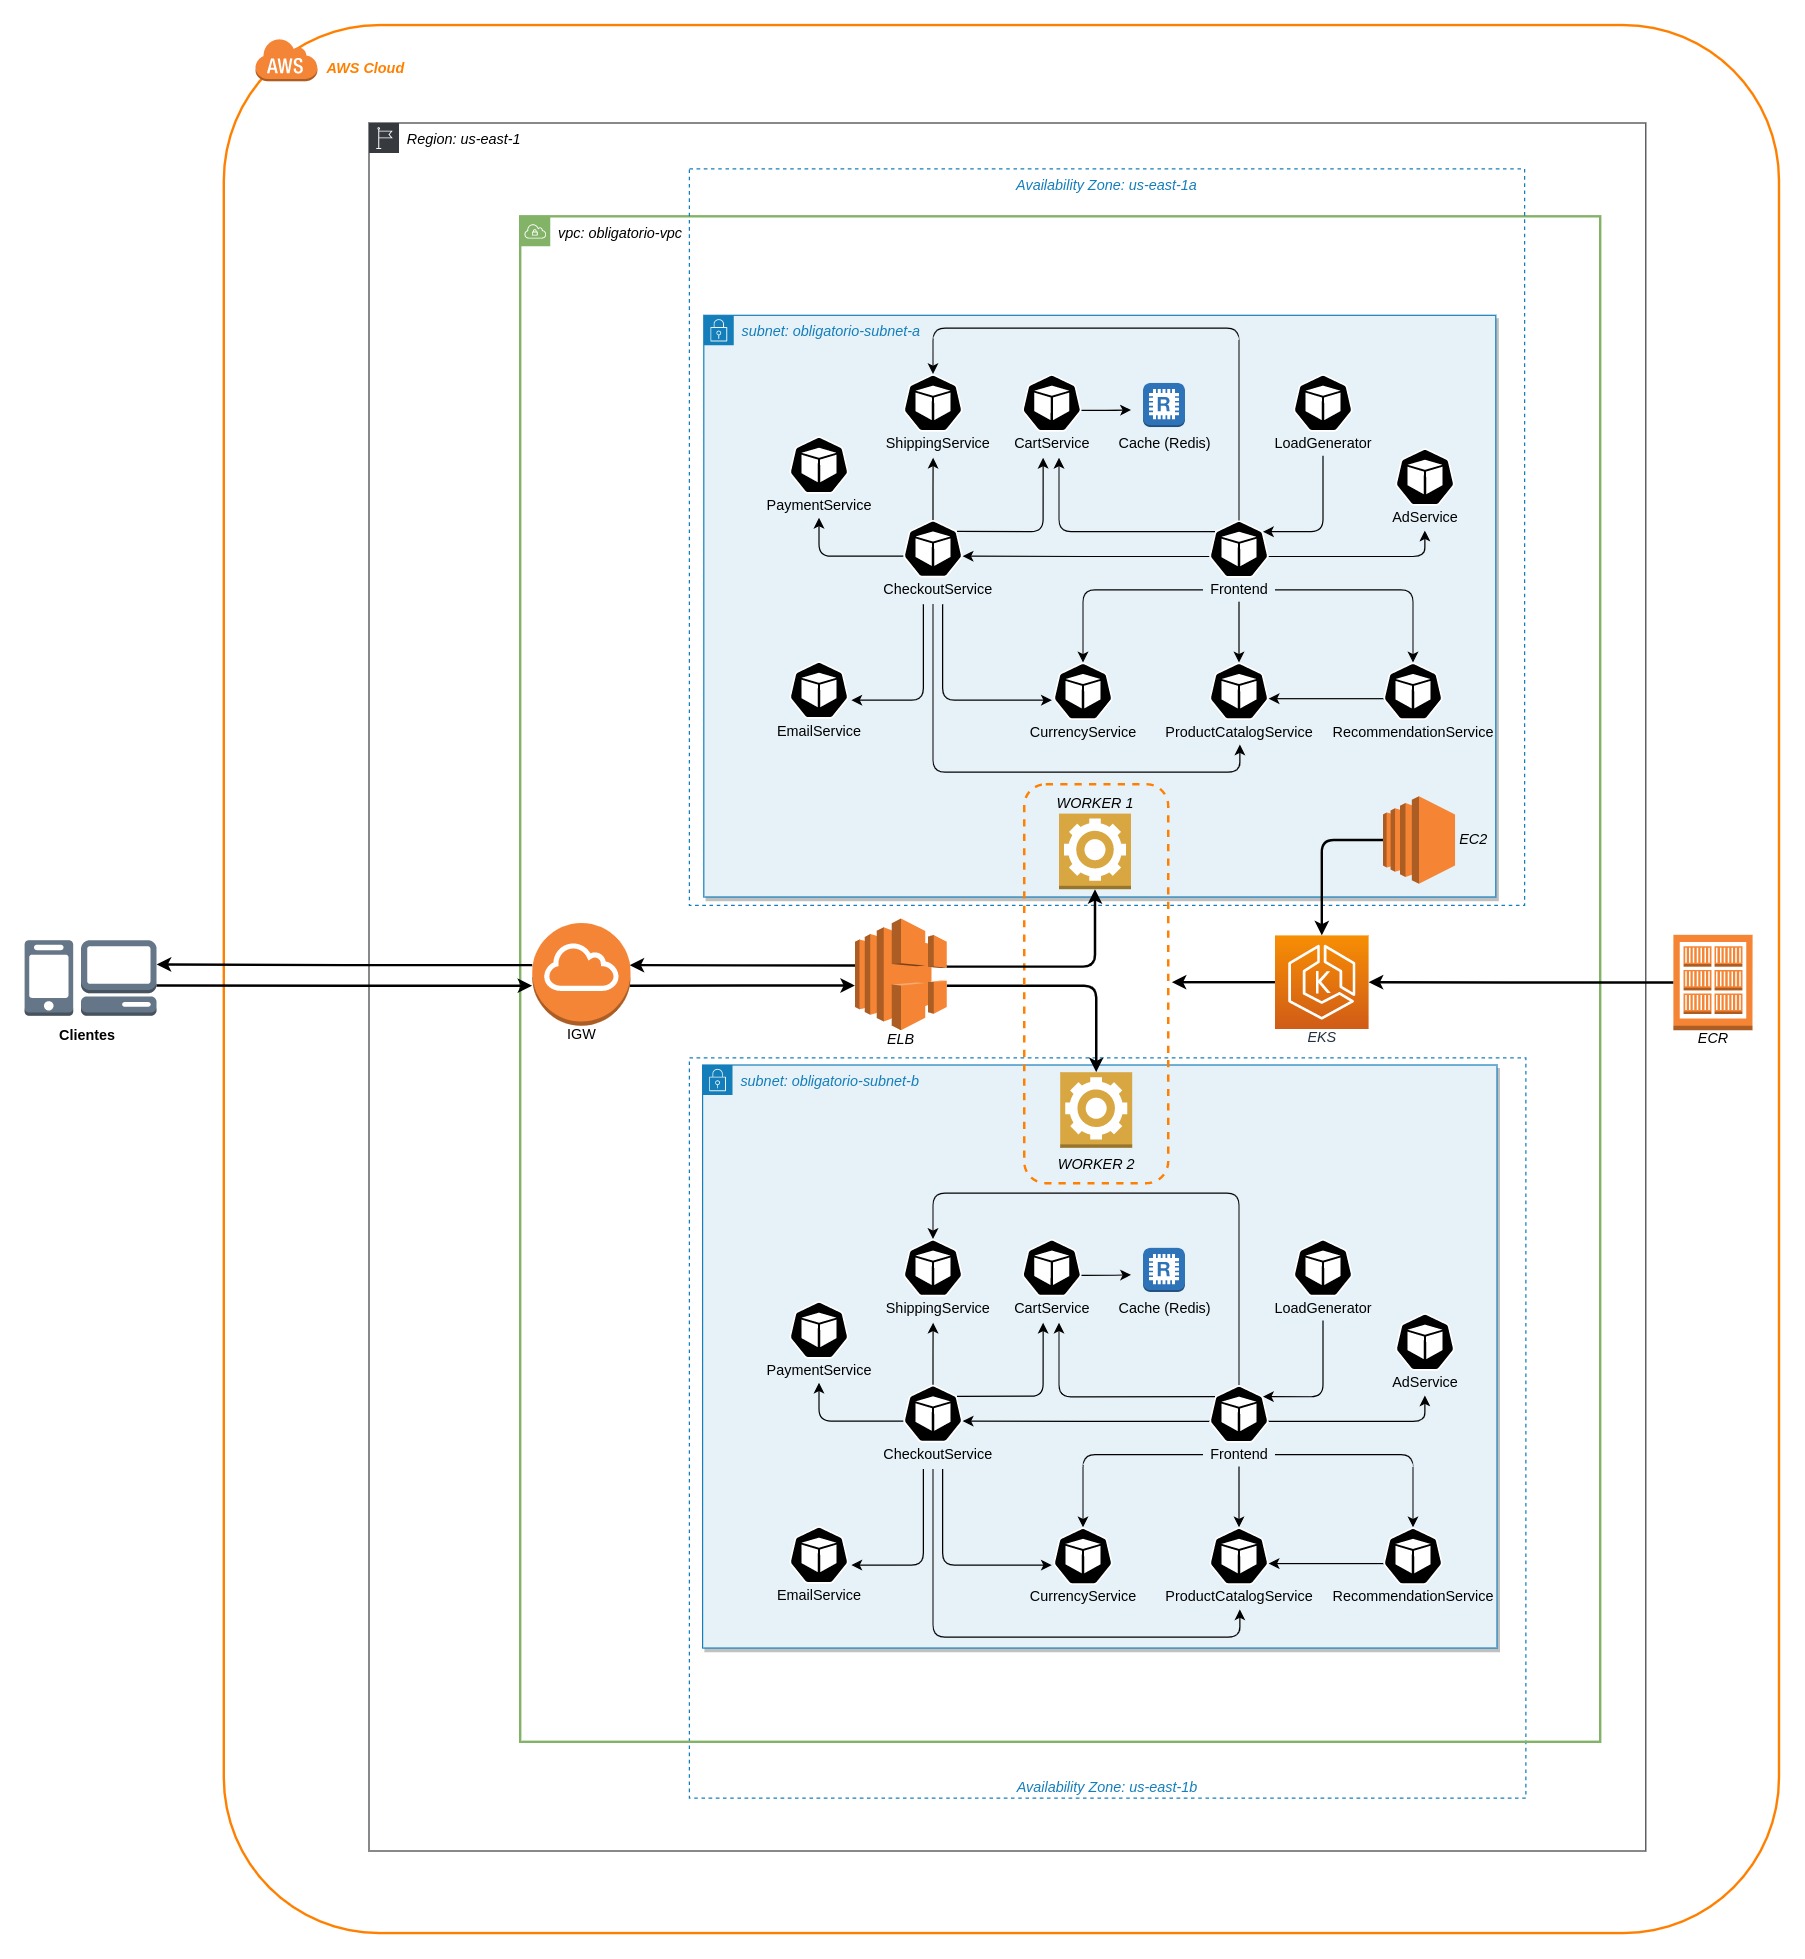 AWS
AWS Cloud
Region: us-east-1
Availability Zone: us-east-1a
vpc: obligatorio-vpc
subnet: obligatorio-subnet-a
R
ShippingService
CartService
Cache (Redis)
LoadGenerator
PaymentService
AdService
CheckoutService
Frontend
EmailService
CurrencyService
ProductCatalogService
RecommendationService
WORKER 1
EC2
K
Clientes
IGW
ELB
EKS
ECR
subnet: obligatorio-subnet-b
WORKER 2
R
ShippingService
CartService
Cache (Redis)
LoadGenerator
PaymentService
AdService
CheckoutService
Frontend
EmailService
CurrencyService
ProductCatalogService
RecommendationService
Availability Zone: us-east-1b